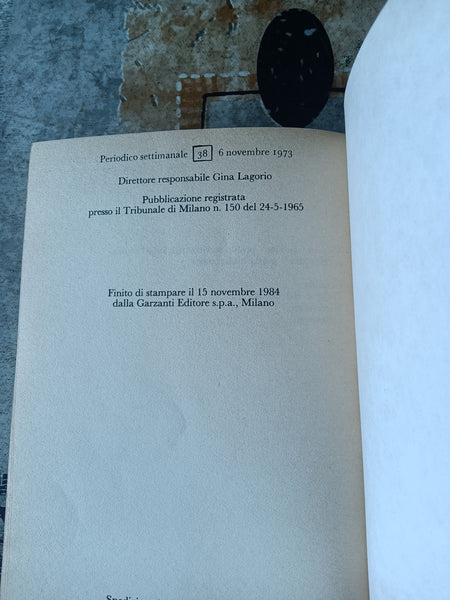 Periodico settimanale 38 6 novembre 1973
Direttore responsabile Gina Lagorio
Pubblicazione registrata
presso il Tribunale di Milano n. 150 del 24-5-1965
Finito di stampare il 15 novembre 1984
dalla Garzanti Editore s.p.a., Milano